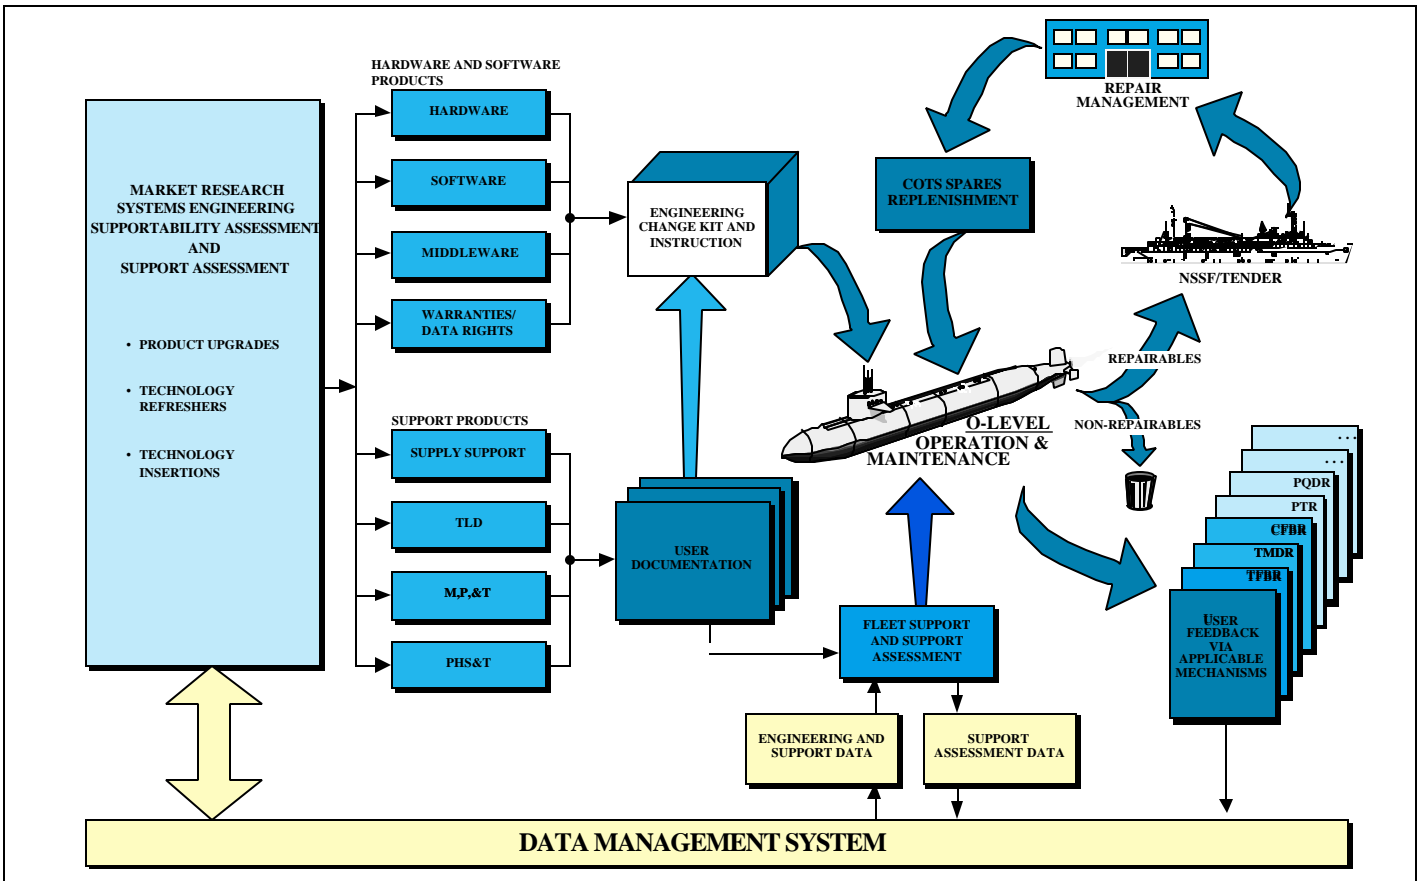 HARDWARE AND SOFTWARE
PRODUCTS
HARDWARE
SOFTWARE
MIDDLEWARE
WARRANTIES/
DATA RIGHTS
MARKET RESEARCH
SYSTEMS ENGINEERING
SUPPORTABILITY ASSESSMENT
AND
SUPPORT ASSESSMENT
• PRODUCT UPGRADES
• TECHNOLOGY
REFRESHERS
• TECHNOLOGY
INSERTIONS
SUPPORT PRODUCTS
SUPPLY SUPPORT
TLD
M,P,&T
PHS&T
ENGINEERING
CHANGE KIT AND
INSTRUCTION
USER
DOCUMENTATION
REPAIR
MANAGEMENT
COTS SPARES
REPLENISHMENT
NSSF/TENDER
REPAIRABLES
NON-REPAIRABLES
O-LEVEL
OPERATION &
MAINTENANCE
FLEET SUPPORT
AND SUPPORT
ASSESSMENT
ENGINEERING AND
SUPPORT DATA
SUPPORT
ASSESSMENT DATA
...
...
PQDR
PTR
CFBR
TMDR
TFBR
USER
FEEDBACK
VIA
APPLICABLE
MECHANISMS
DATA MANAGEMENT SYSTEM